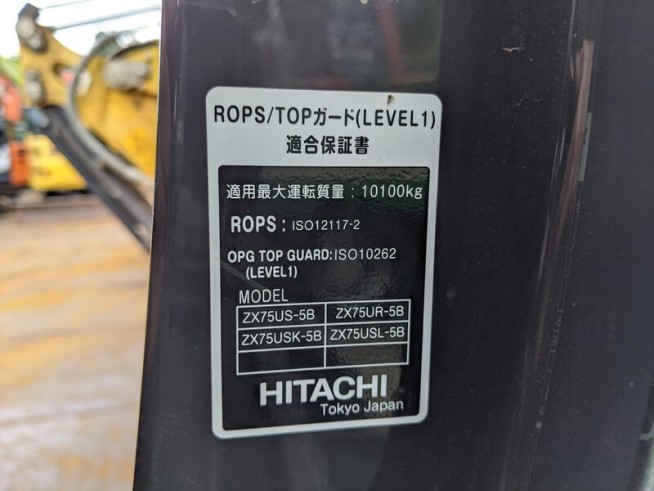 ROPS/TOPガード(LEVEL1)
適合保証書
適用最大運転質量：10100kg
ROPS：ISO12117-2
OPG TOP GUARD:ISO10262
(LEVEL1)
MODEL
ZX75US-5B ZX75UR-5B
ZX75USK-5B ZX75USL-5B
HITACHI
Tokyo Japan